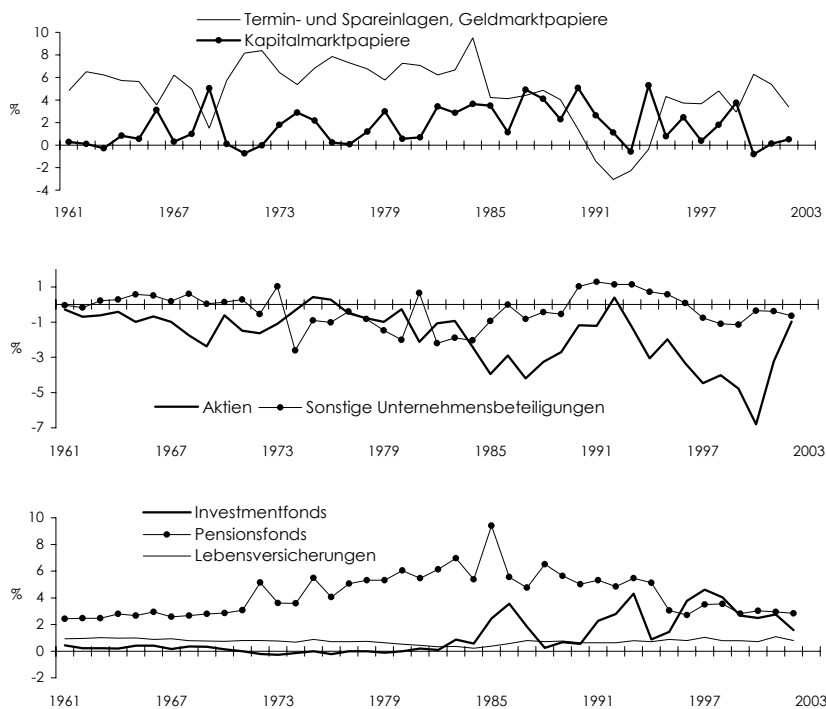 Termin- und Spareinlagen, Geldmarktpapiere
Kapitalmarktpapiere
10
8
6
4
2
0
-2
-4
%
1961 1967 1973 1979 1985 1991 1997 2003
1
-1
-3
-5
-7
%
Aktien Sonstige Unternehmensbeteiligungen
1961 1967 1973 1979 1985 1991 1997 2003
Investmentfonds
Pensionsfonds
Lebensversicherungen
10
8
6
4
2
0
-2
%
1961 1967 1973 1979 1985 1991 1997 2003